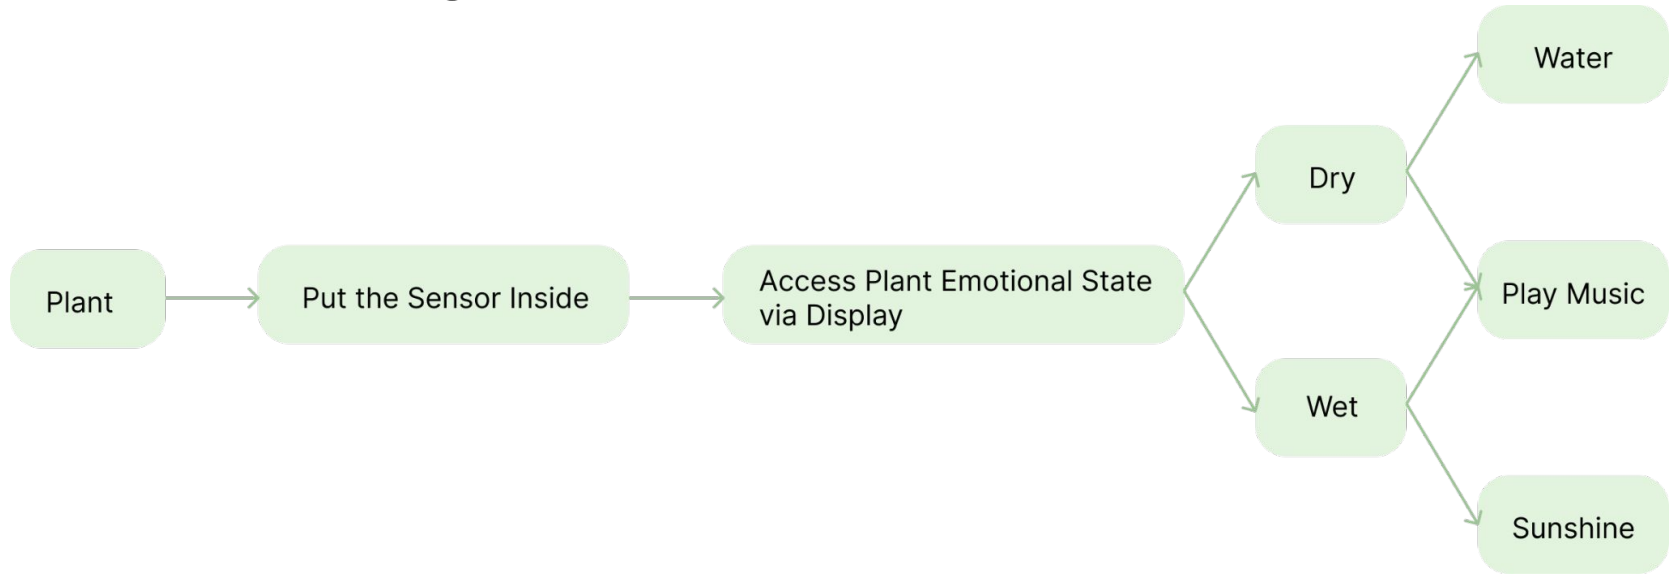 Plant
Put the Sensor Inside
Access Plant Emotional State
via Display
Dry
Wet
Water
Play Music
Sunshine